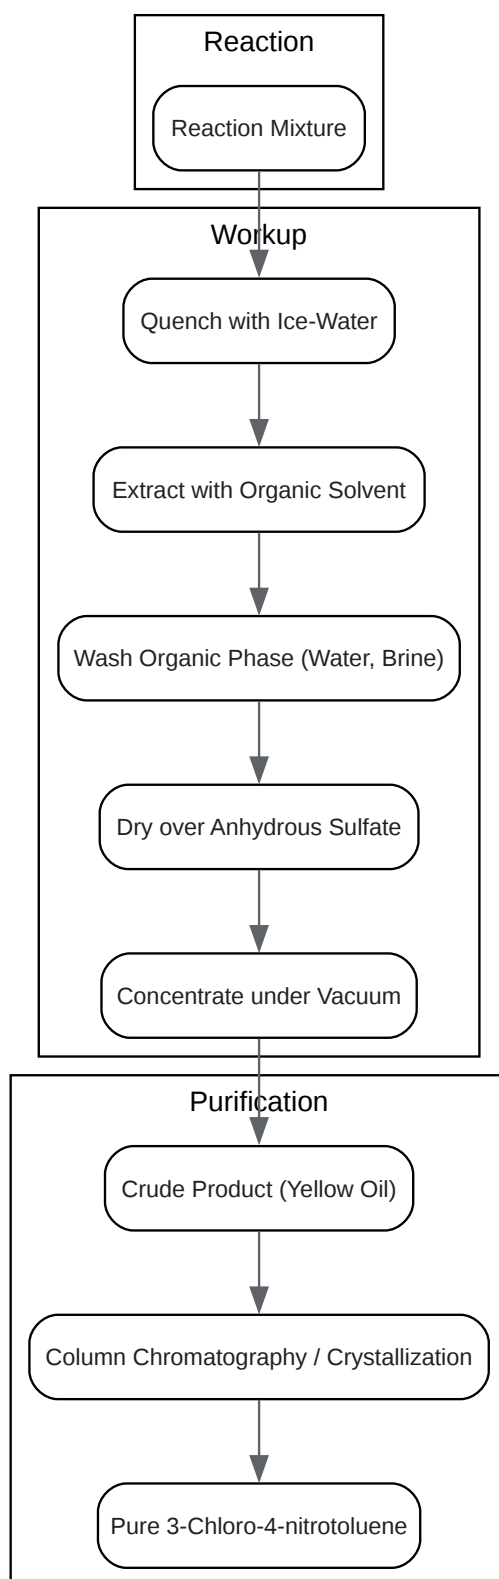 Reaction
Reaction Mixture
Workup
Quench with Ice-Water
Extract with Organic Solvent
Wash Organic Phase (Water, Brine)
Dry over Anhydrous Sulfate
Concentrate under Vacuum
Purification
Crude Product (Yellow Oil)
Column Chromatography / Crystallization
Pure 3-Chloro-4-nitrotoluene